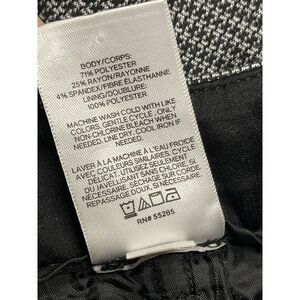 BODY/CORPS:
71% POLYESTER
25% RAYON/RAYONNE
4% SPANDEX/FIBRE ELASTHANNE
LINING/DOUBLURE:
100% POLYESTER
MACHINE WASH COLD WITH LIKE
COLORS, GENTLE CYCLE. ONLY
NON-CHLORINE BLEACH WHEN
NEEDED. LINE DRY. COOL IRON IF
NEEDED.
LAVER À LA MACHINE À L'EAU FROIDE
AVEC COULEURS SIMILAIRES, CYCLE
DÉLICAT. UTILISEZ SEULEMENT
DU JAVELLISANT SANS CHLORE SI
NÉCESSAIRE. SÉCHAGE SUR CORDE.
REPASSAGE DOUX SI NÉCESSAIRE.
RN# 55285